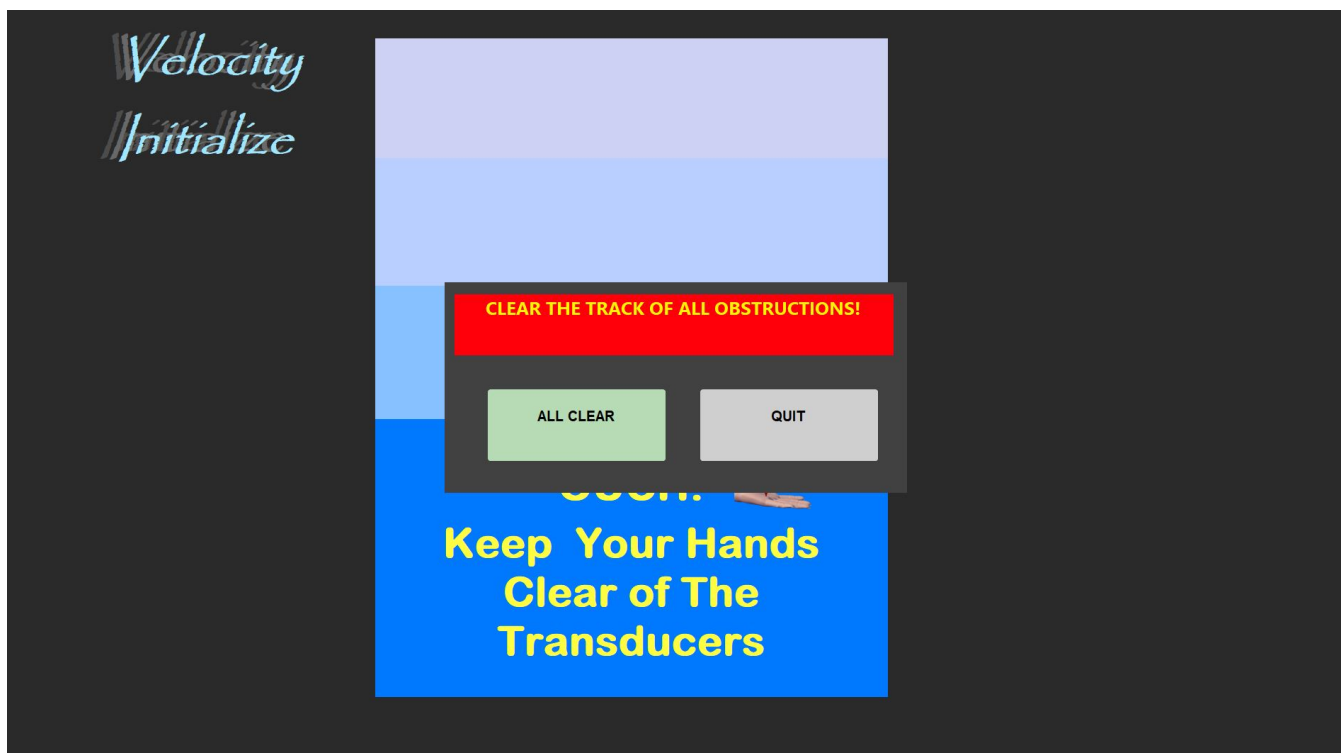 Velocity
Initialize
CLEAR THE TRACK OF ALL OBSTRUCTIONS!
ALL CLEAR
QUIT
Keep Your Hands
Clear of The
Transducers